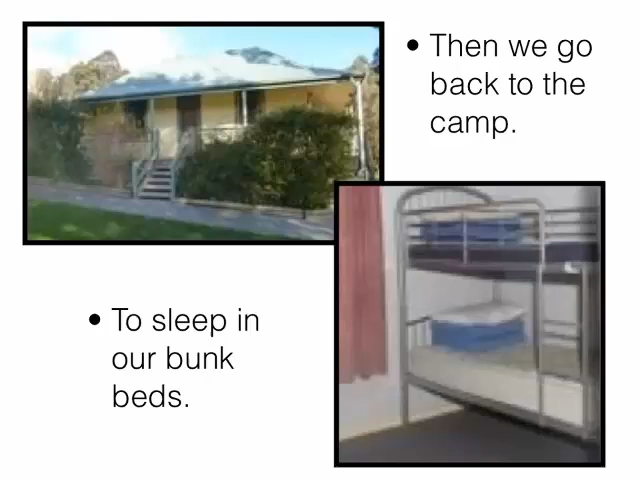 • Then we go
back to the
camp.
• To sleep in
our bunk
beds.